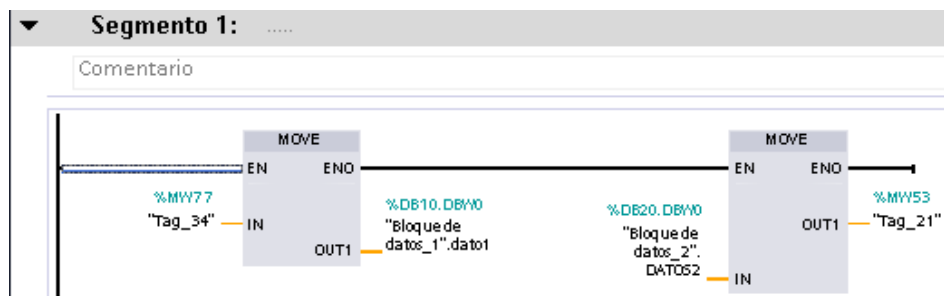 Segmento 1: .....
Comentario
MOVE
EN ENO
%MW77
"Tag_34" IN
OUT1
%DB10.DBW0
"Bloque de
datos_1".dato1
MOVE
EN ENO
%DB20.DBW0
"Bloque de
datos_2".
DATOS2 IN
OUT1
%MW53
"Tag_21"